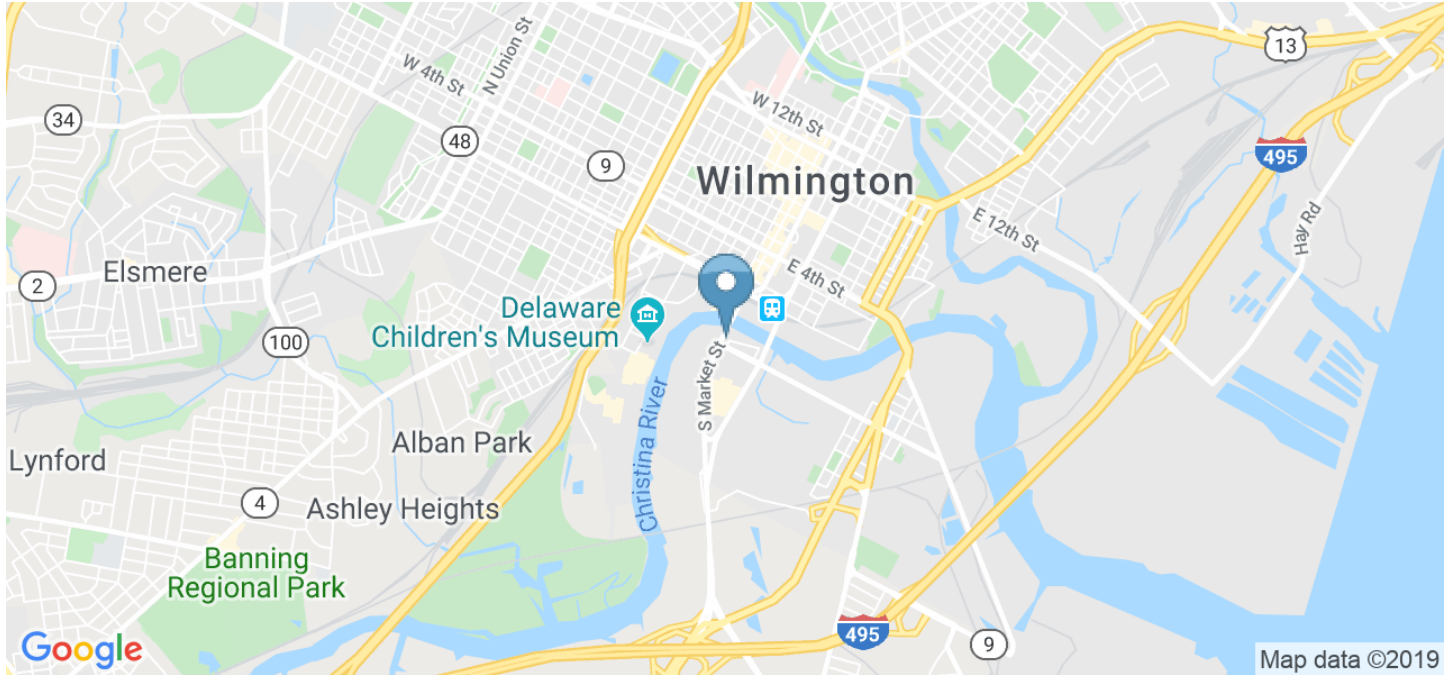 13
N Union St
W 4th St
34
48
W 12th St
9
495
Wilmington
E 12th St
Hay Rd
Elsmere
2
E 4th St
Delaware
Children's Museum
100
S Market St
Christina River
Alban Park
Lynford
4
Ashley Heights
Banning
Regional Park
495
9
Google
Map data ©2019